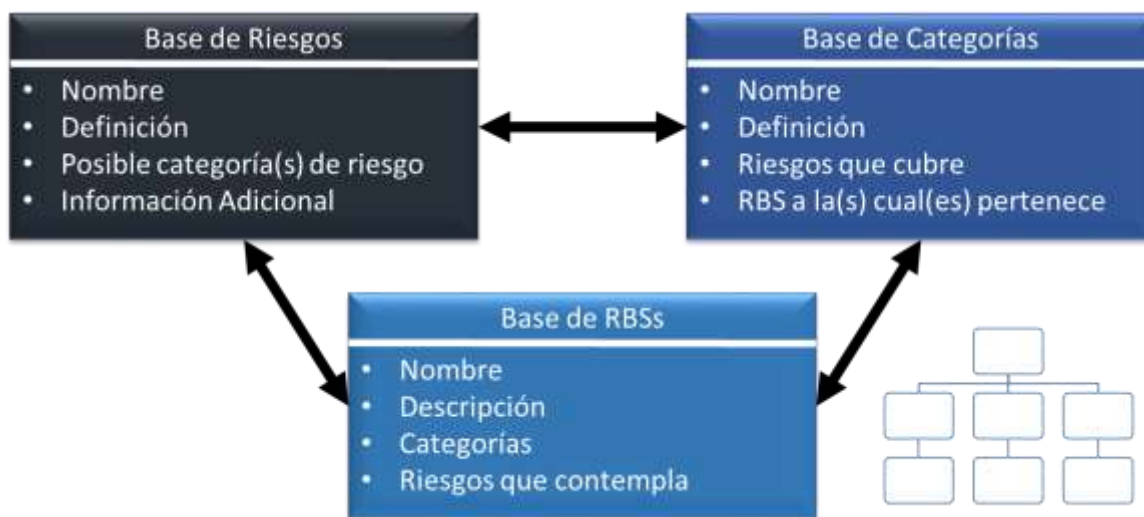 Base de Riesgos
• Nombre
• Definición
• Posible categoría(s) de riesgo
• Información Adicional
Base de Categorías
• Nombre
• Definición
• Riesgos que cubre
• RBS a la(s) cual(es) pertenece
Base de RBSs
• Nombre
• Descripción
• Categorías
• Riesgos que contempla